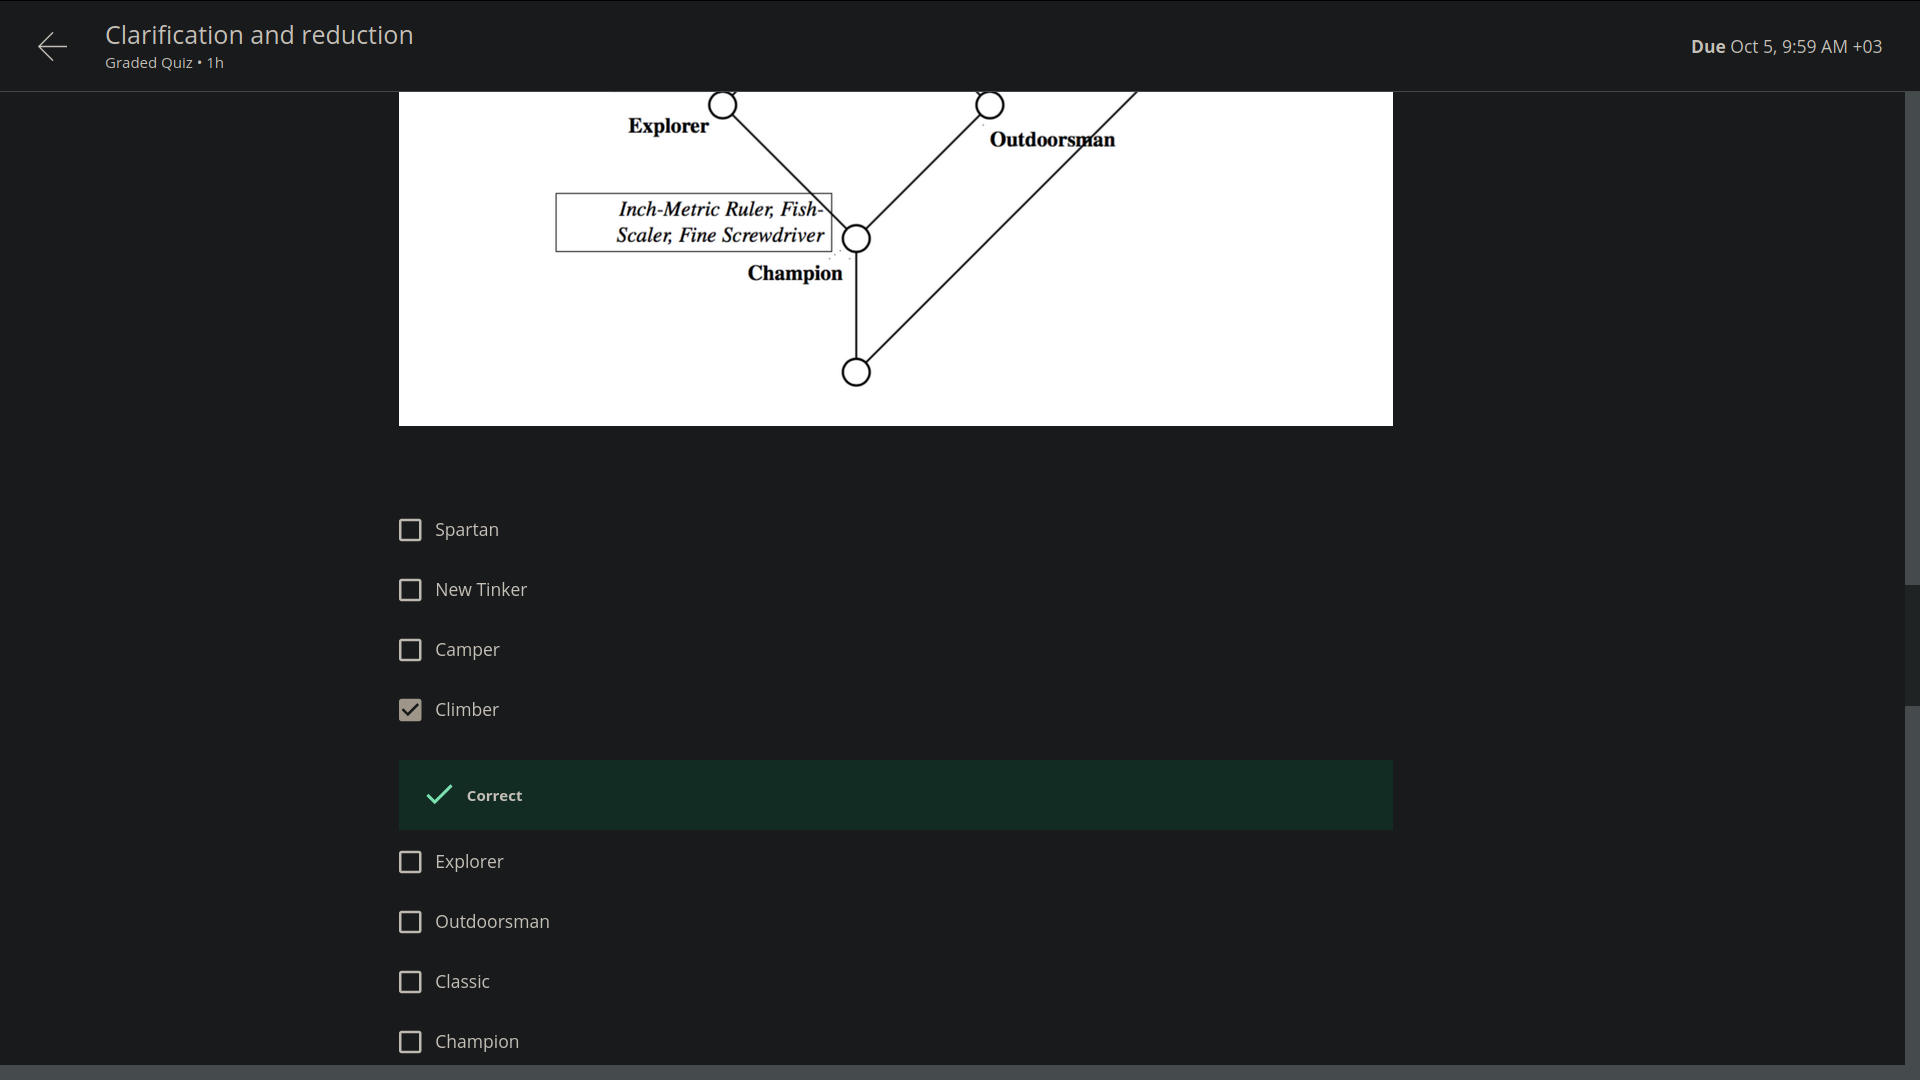 Clarification and reduction
Graded Quiz • 1h
Due Oct 5, 9:59 AM +03
Explorer
Outdoorsman
Inch-Metric Ruler, Fish-
Scaler, Fine Screwdriver
Champion
Spartan
New Tinker
Camper
Climber
Correct
Explorer
Outdoorsman
Classic
Champion